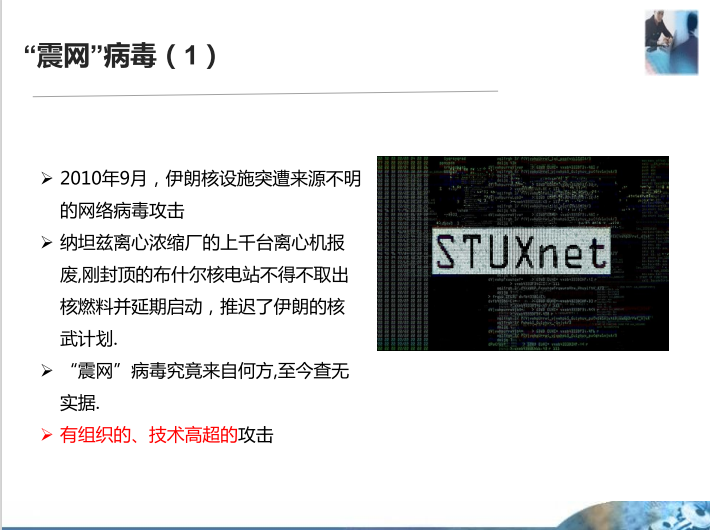 “震网”病毒（1）
➢ 2010年9月，伊朗核设施突遭来源不明
的网络病毒攻击
➢ 纳坦兹离心浓缩厂的上千台离心机报
废,刚封顶的布什尔核电站不得不取出
核燃料并延期启动，推迟了伊朗的核
武计划.
➢ “震网”病毒究竟来自何方,至今查无
实据.
➢ 有组织的、技术高超的攻击
STUXnet